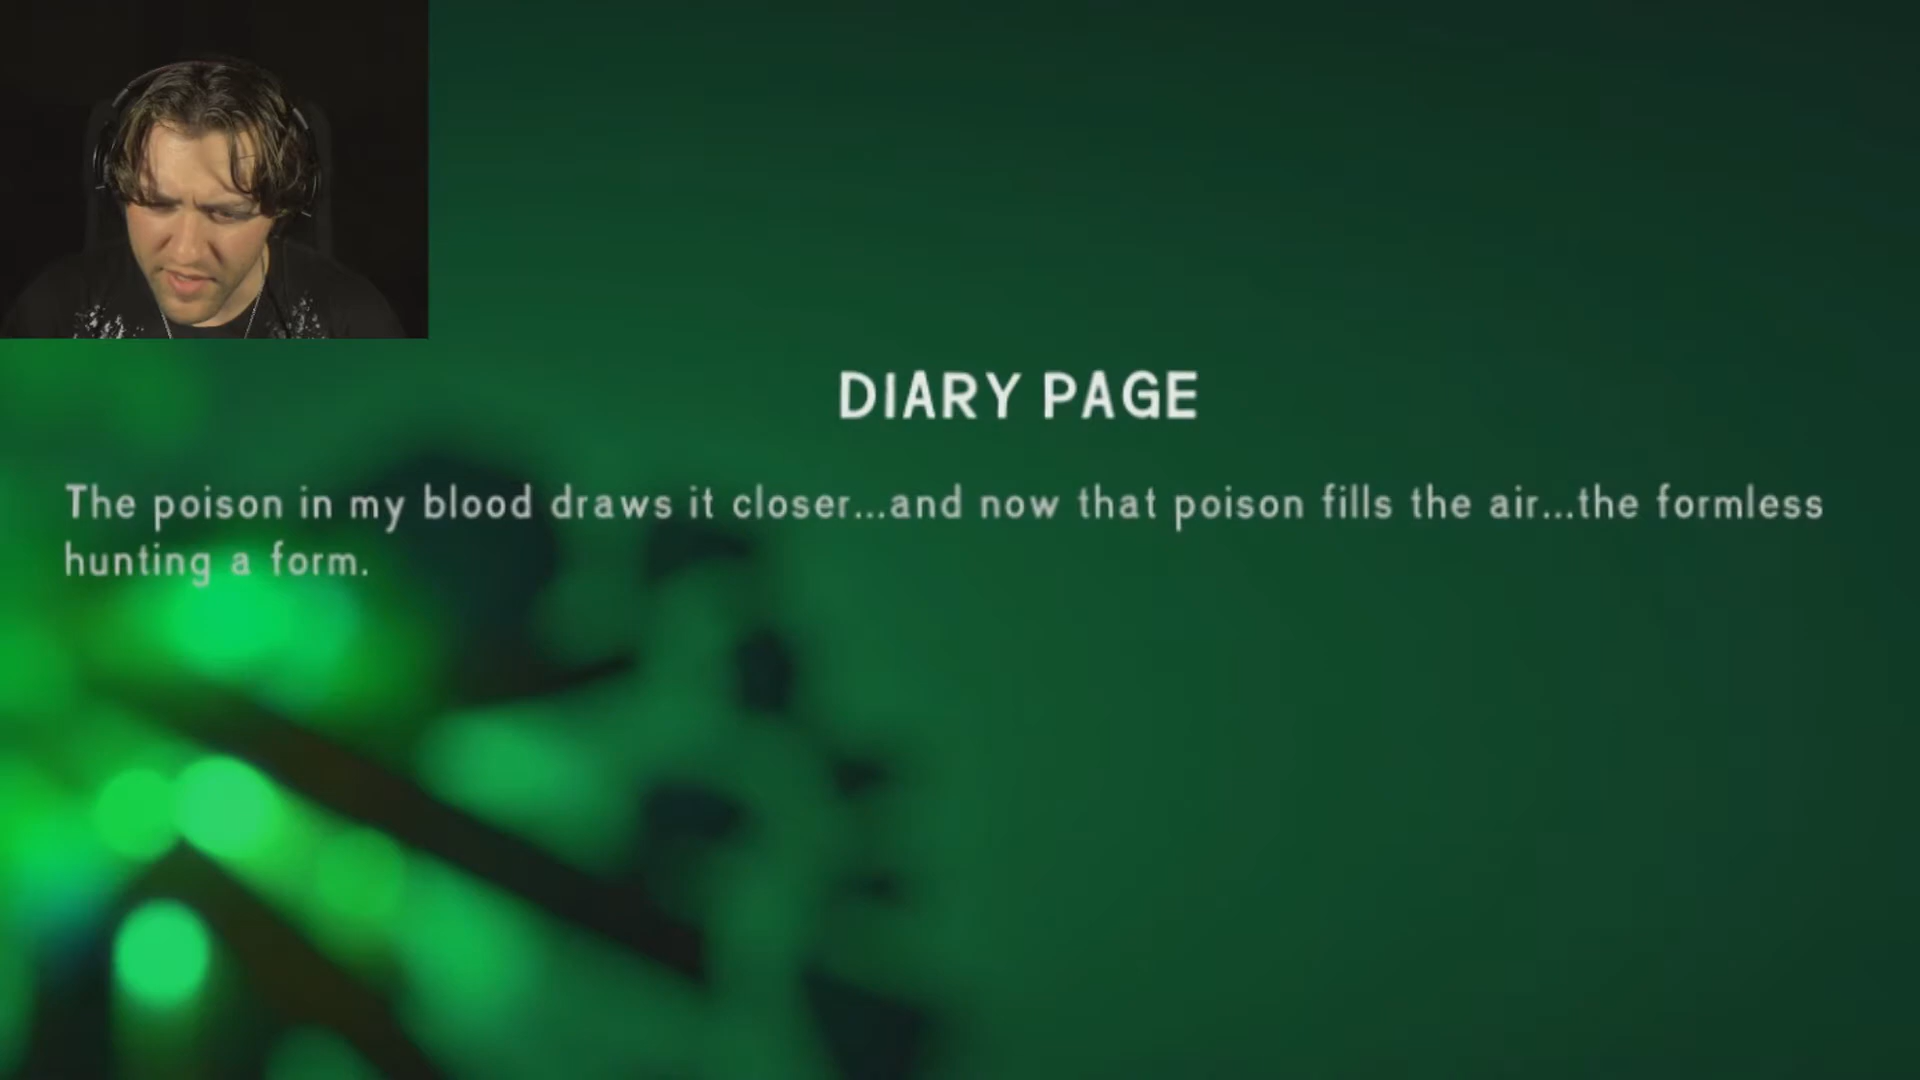 DIARY PAGE
The poison in my blood draws it closer...and now that poison fills the air...the formless
hunting a form.